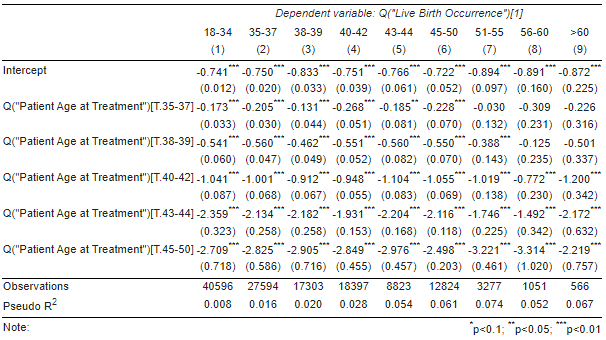 Dependent variable: Q("Live Birth Occurrence")[1]
18-34 35-37 38-39 40-42 43-44 45-50 51-55 56-60 >60
(1) (2) (3) (4) (5) (6) (7) (8) (9)
Intercept -0.741*** -0.750*** -0.833*** -0.751*** -0.766*** -0.722*** -0.894*** -0.891*** -0.872***
(0.012) (0.020) (0.033) (0.039) (0.061) (0.052) (0.097) (0.160) (0.225)
Q("Patient Age at Treatment")[T.35-37] -0.173*** -0.205*** -0.131*** -0.268*** -0.185** -0.228*** -0.030 -0.309 -0.226
(0.033) (0.030) (0.044) (0.051) (0.081) (0.070) (0.132) (0.231) (0.316)
Q("Patient Age at Treatment")[T.38-39] -0.541*** -0.560*** -0.462*** -0.551*** -0.560*** -0.550*** -0.388*** -0.125 -0.501
(0.060) (0.047) (0.049) (0.052) (0.082) (0.070) (0.143) (0.235) (0.337)
Q("Patient Age at Treatment")[T.40-42] -1.041*** -1.001*** -0.912*** -0.948*** -1.104*** -1.055*** -1.019*** -0.772*** -1.200***
(0.087) (0.068) (0.067) (0.055) (0.083) (0.069) (0.138) (0.230) (0.342)
Q("Patient Age at Treatment")[T.43-44] -2.359*** -2.134*** -2.182*** -1.931*** -2.204*** -2.116*** -1.746*** -1.492*** -2.172***
(0.323) (0.258) (0.258) (0.153) (0.168) (0.118) (0.225) (0.342) (0.632)
Q("Patient Age at Treatment")[T.45-50] -2.709*** -2.825*** -2.905*** -2.849*** -2.976*** -2.498*** -3.221*** -3.314*** -2.219***
(0.718) (0.586) (0.716) (0.455) (0.457) (0.203) (0.461) (1.020) (0.757)
Observations 40596 27594 17303 18397 8823 12824 3277 1051 566
Pseudo R2 0.008 0.016 0.020 0.028 0.054 0.061 0.074 0.052 0.067
Note: *p<0.1; **p<0.05; ***p<0.01